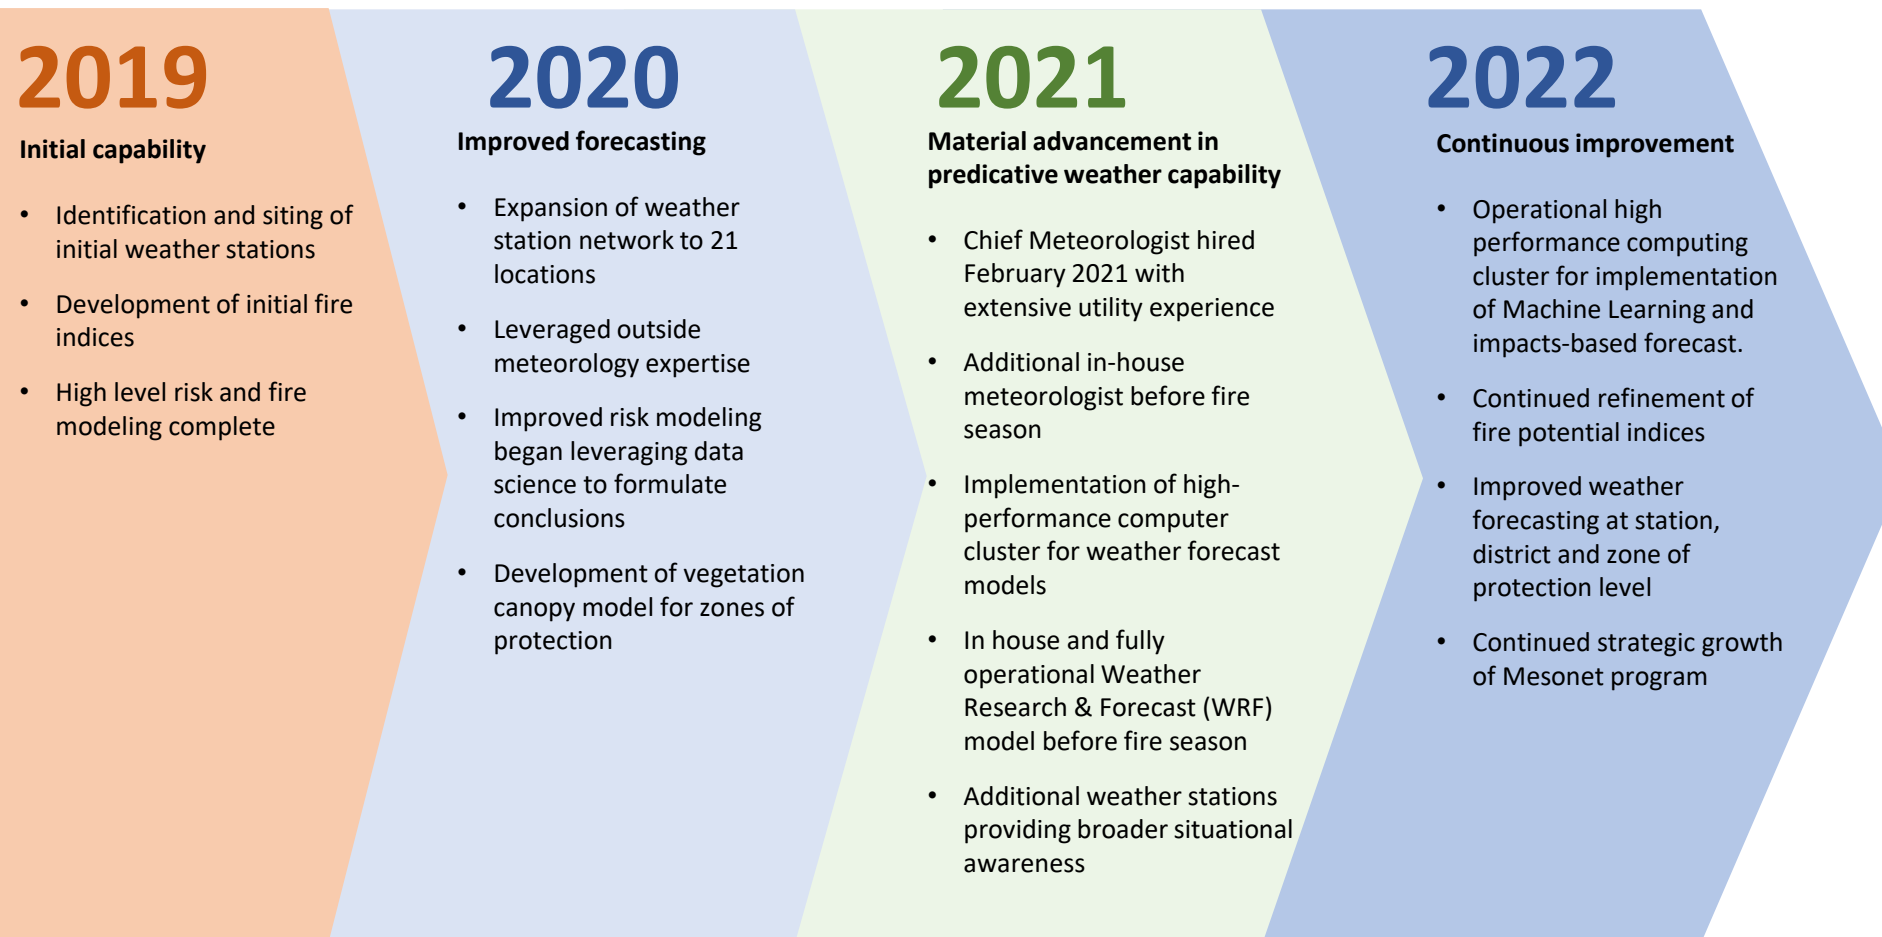 2019
Initial capability
• Identification and siting of
initial weather stations
• Development of initial fire
indices
• High level risk and fire
modeling complete
2020
Improved forecasting
• Expansion of weather
station network to 21
locations
• Leveraged outside
meteorology expertise
• Improved risk modeling
began leveraging data
science to formulate
conclusions
• Development of vegetation
canopy model for zones of
protection
2021
Material advancement in
predicative weather capability
• Chief Meteorologist hired
February 2021 with
extensive utility experience
• Additional in-house
meteorologist before fire
season
• Implementation of high-
performance computer
cluster for weather forecast
models
• In house and fully
operational Weather
Research & Forecast (WRF)
model before fire season
• Additional weather stations
providing broader situational
awareness
2022
Continuous improvement
• Operational high
performance computing
cluster for implementation
of Machine Learning and
impacts-based forecast.
• Continued refinement of
fire potential indices
• Improved weather
forecasting at station,
district and zone of
protection level
• Continued strategic growth
of Mesonet program